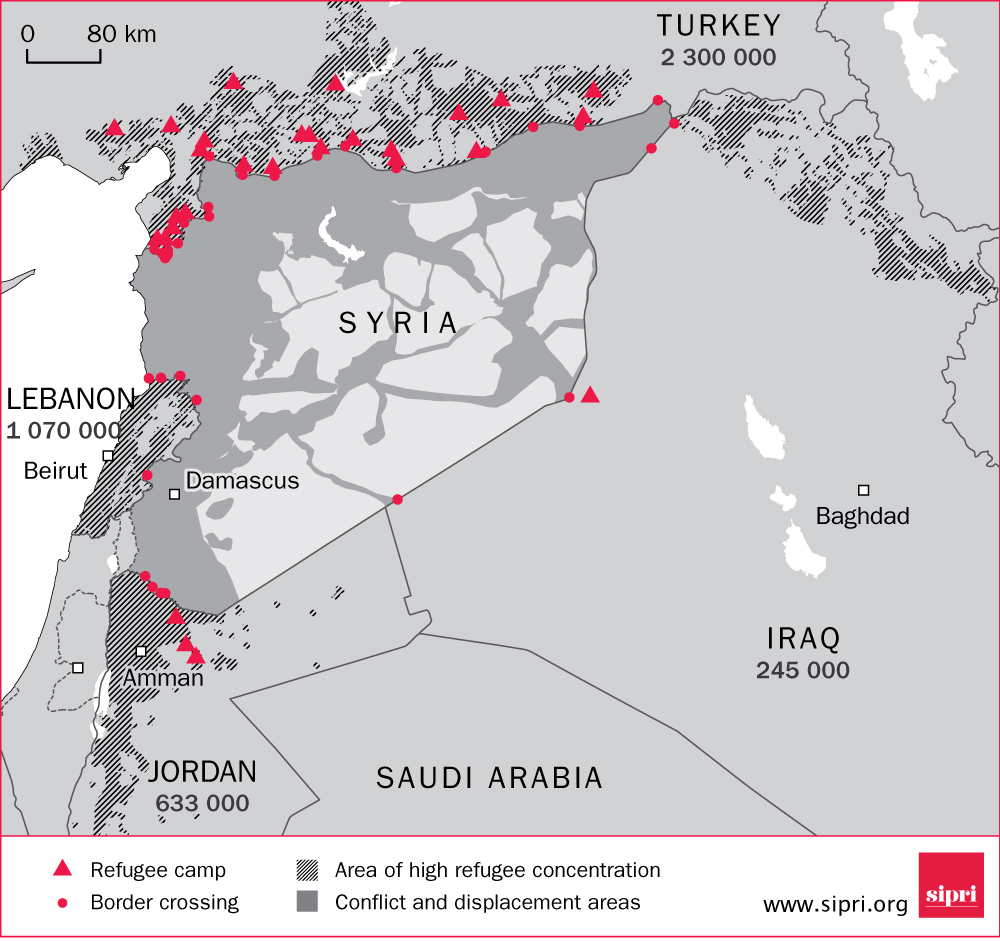 0 80 km
TURKEY
2 300 000
SYRIA
LEBANON
1 070 000
Beirut
Damascus
Baghdad
IRAQ
245 000
Amman
JORDAN
633 000
SAUDI ARABIA
Refugee camp
Area of high refugee concentration
Border crossing
Conflict and displacement areas
www.sipri.org
sipri